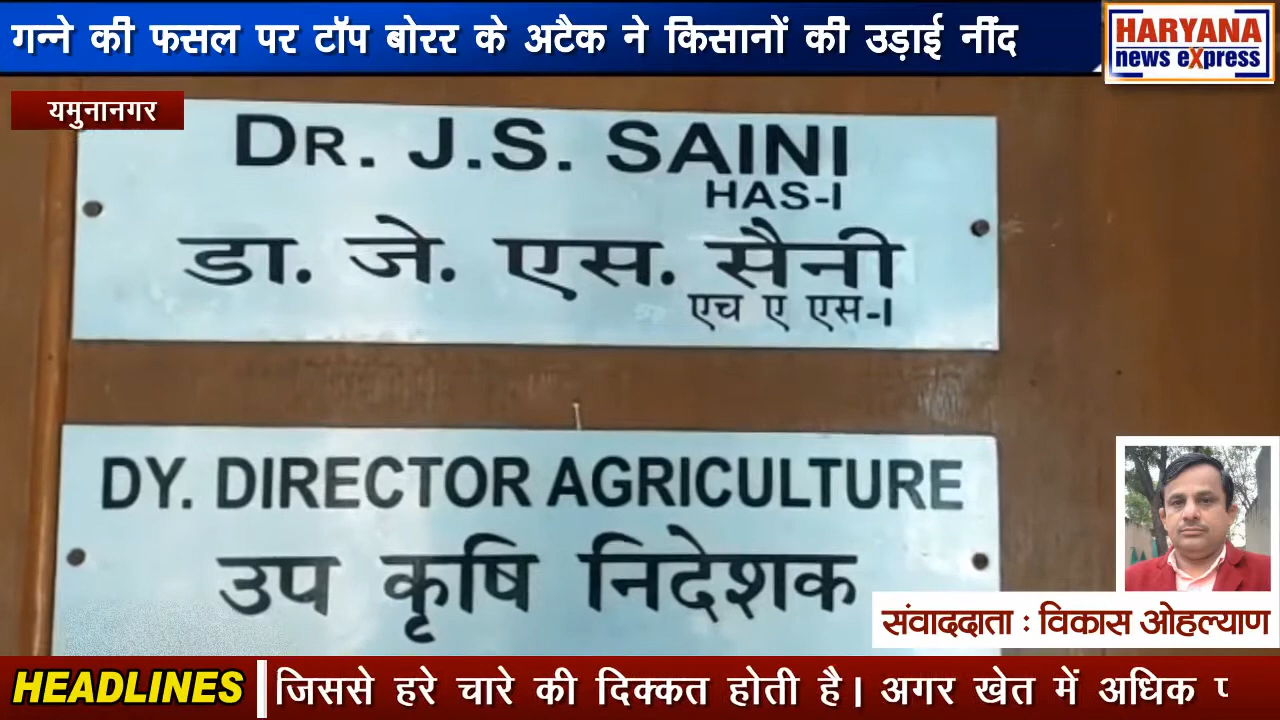 गन्ने की फसल पर टॉप बोरर के अटैक ने किसानों की उड़ाई नींद
HARYANA
news eXpress
यमुनानगर
DR. J.S. SAINI
HAS-I
डा. जे. एस. सैनी
एच ए एस-I
DY. DIRECTOR AGRICULTURE
उप कृषि निदेशक
संवाददाता : विकास ओहल्याण
HEADLINES
जिससे हरे चारे की दिक्कत होती है। अगर खेत में अधिक